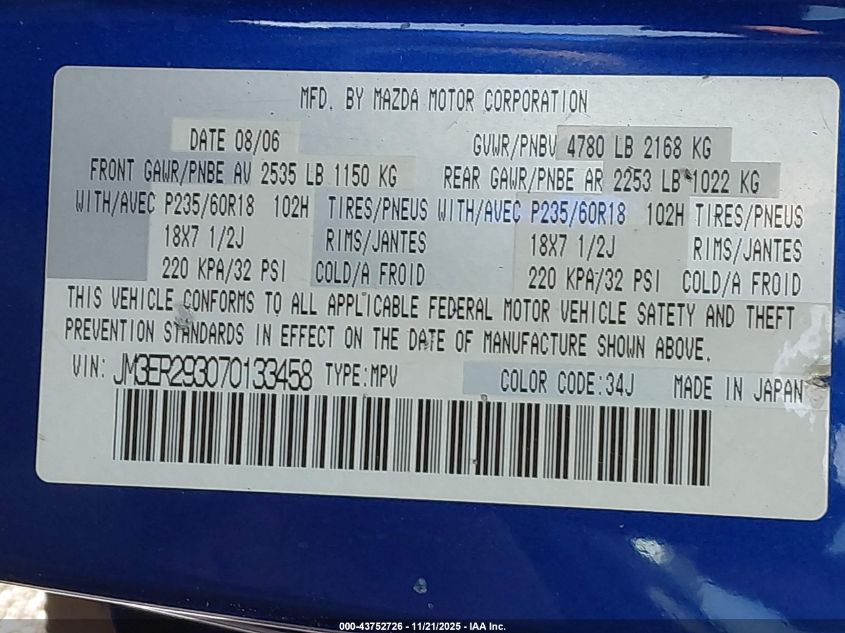 MFD. BY MAZDA MOTOR CORPORATION
DATE 08/06 GVWR/PNBV 4780 LB 2168 KG
FRONT GAWR/PNBE AV 2535 LB 1150 KG REAR GAWR/PNBE AR 2253 LB 1022 KG
WITH/AVEC P235/60R18 102H TIRES/PNEUS WITH/AVEC P235/60R18 102H TIRES/PNEUS
18X7 1/2J RIMS/JANTES 18X7 1/2J RIMS/JANTES
220 KPA/32 PSI COLD/A FROID 220 KPA/32 PSI COLD/A FROID
THIS VEHICLE CONFORMS TO ALL APPLICABLE FEDERAL MOTOR VEHICLE SAFETY AND THEFT
PREVENTION STANDARDS IN EFFECT ON THE DATE OF MANUFACTURE SHOWN ABOVE.
VIN: JM3ER293070133458 TYPE:MPV COLOR CODE:34J MADE IN JAPAN
000-43752726 - 11/21/2025 - IAA Inc.